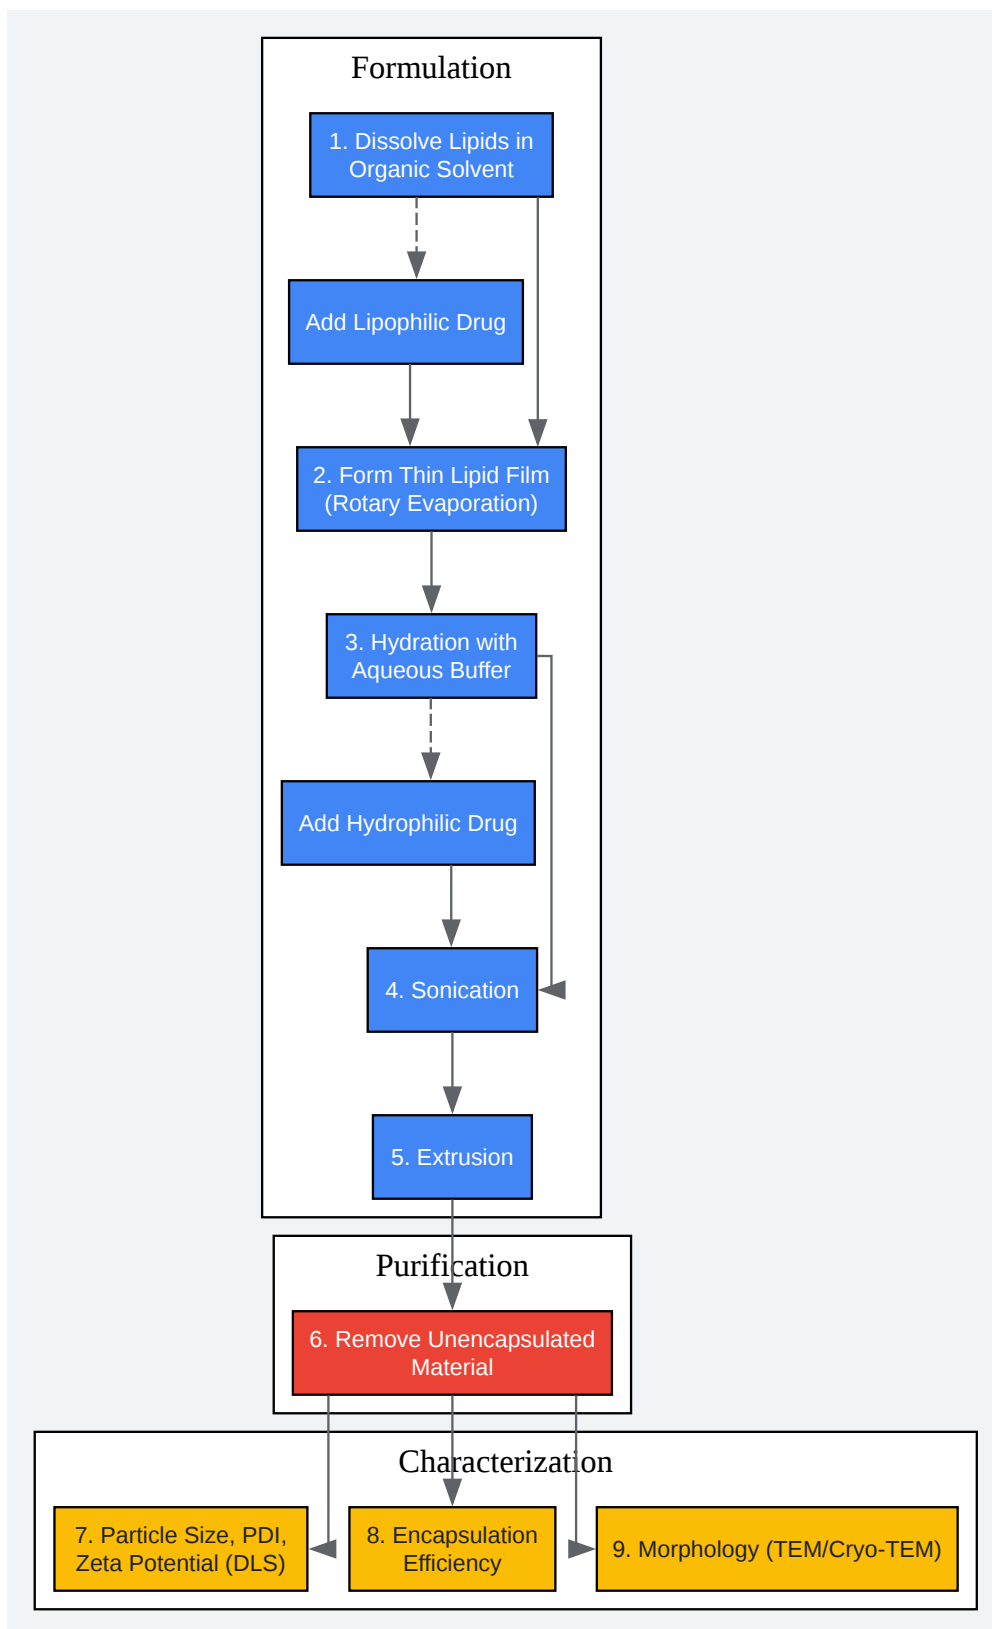 Formulation
1. Dissolve Lipids in
Organic Solvent
Add Lipophilic Drug
2. Form Thin Lipid Film
(Rotary Evaporation)
3. Hydration with
Aqueous Buffer
Add Hydrophilic Drug
4. Sonication
5. Extrusion
Purification
6. Remove Unencapsulated
Material
Characterization
7. Particle Size, PDI,
Zeta Potential (DLS)
8. Encapsulation
Efficiency
9. Morphology (TEM/Cryo-TEM)